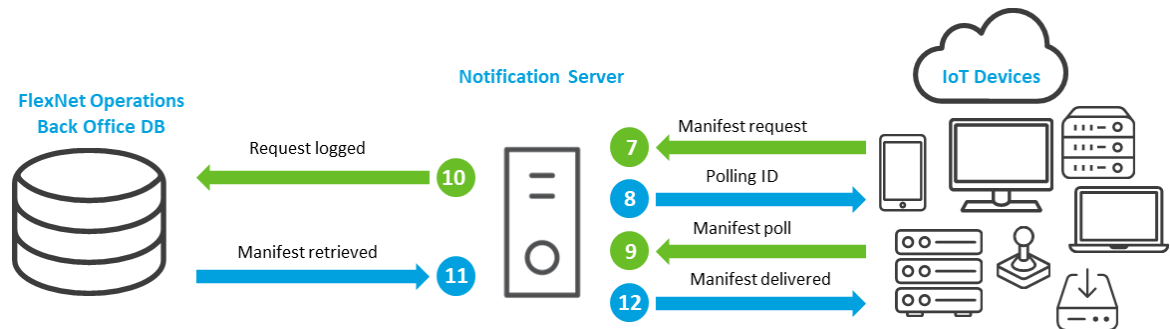 IoT Devices
Notification Server
FlexNet Operations
Back Office DB
Manifest request
7
Request logged
10
Polling ID
8
Manifest poll
9
Manifest retrieved
11
Manifest delivered
12